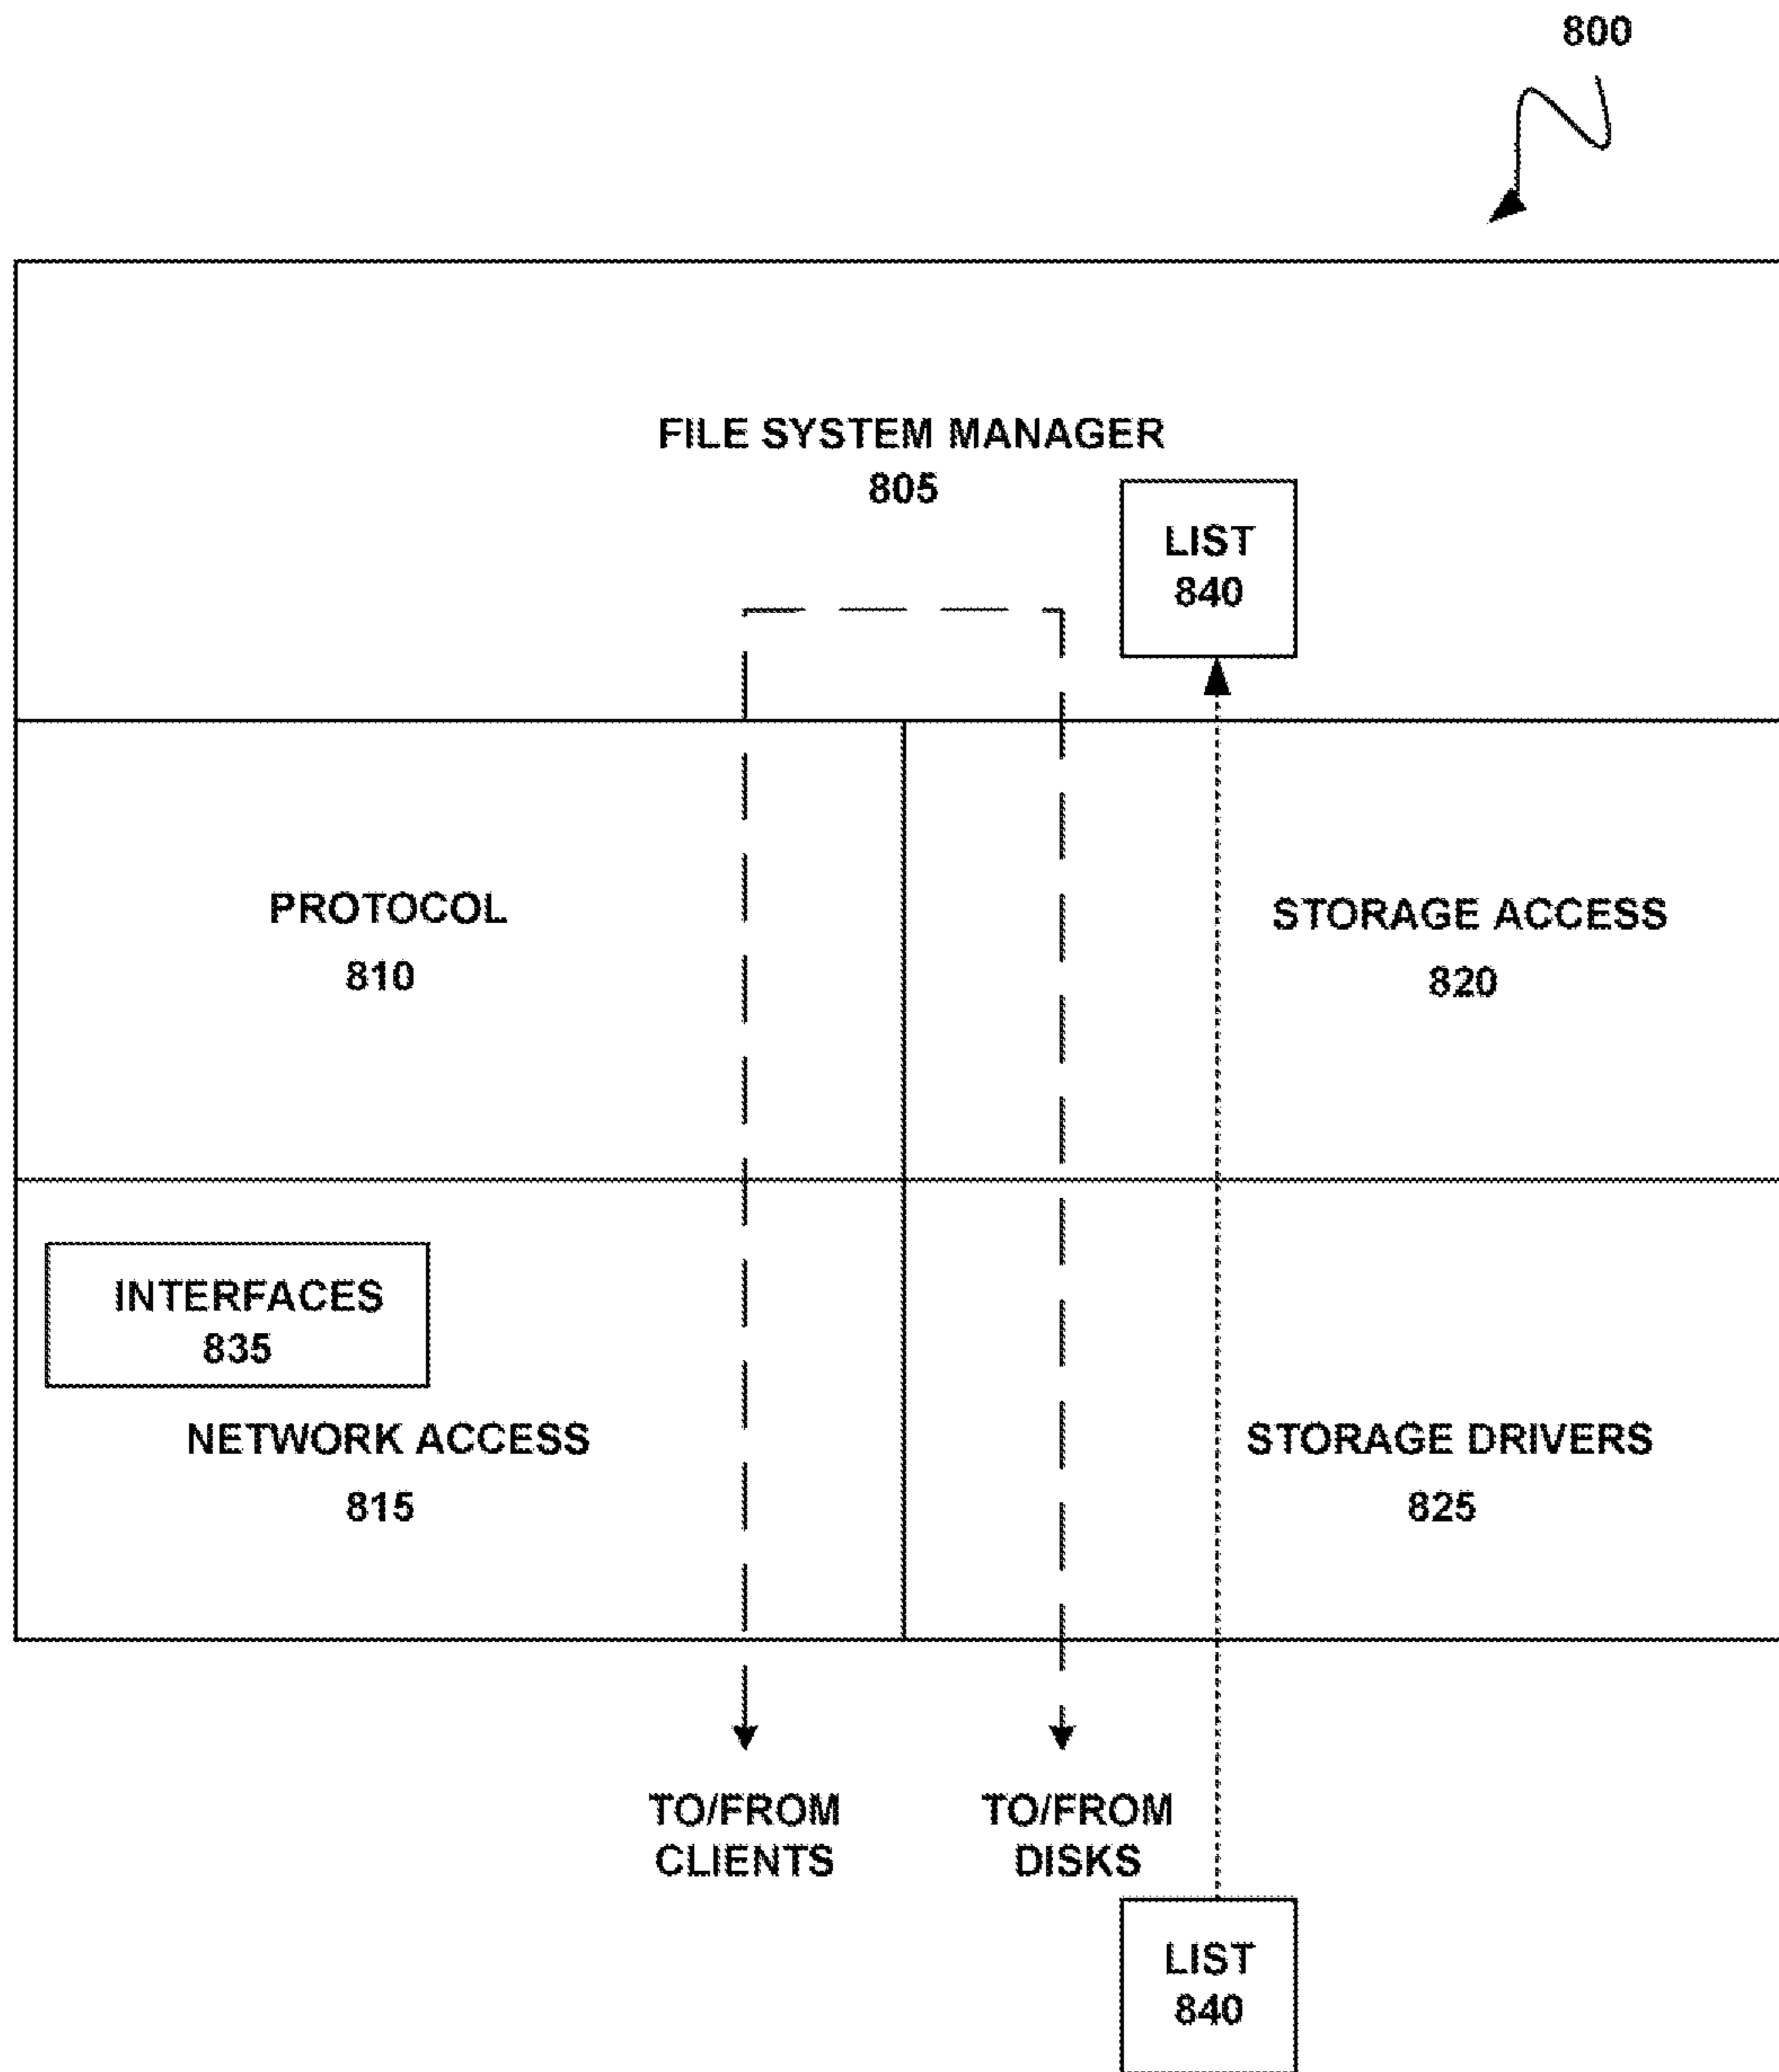 800
FILE SYSTEM MANAGER
805
LIST
840
PROTOCOL
810
STORAGE ACCESS
820
INTERFACES
835
NETWORK ACCESS
815
STORAGE DRIVERS
825
TO/FROM
CLIENTS
TO/FROM
DISKS
LIST
840